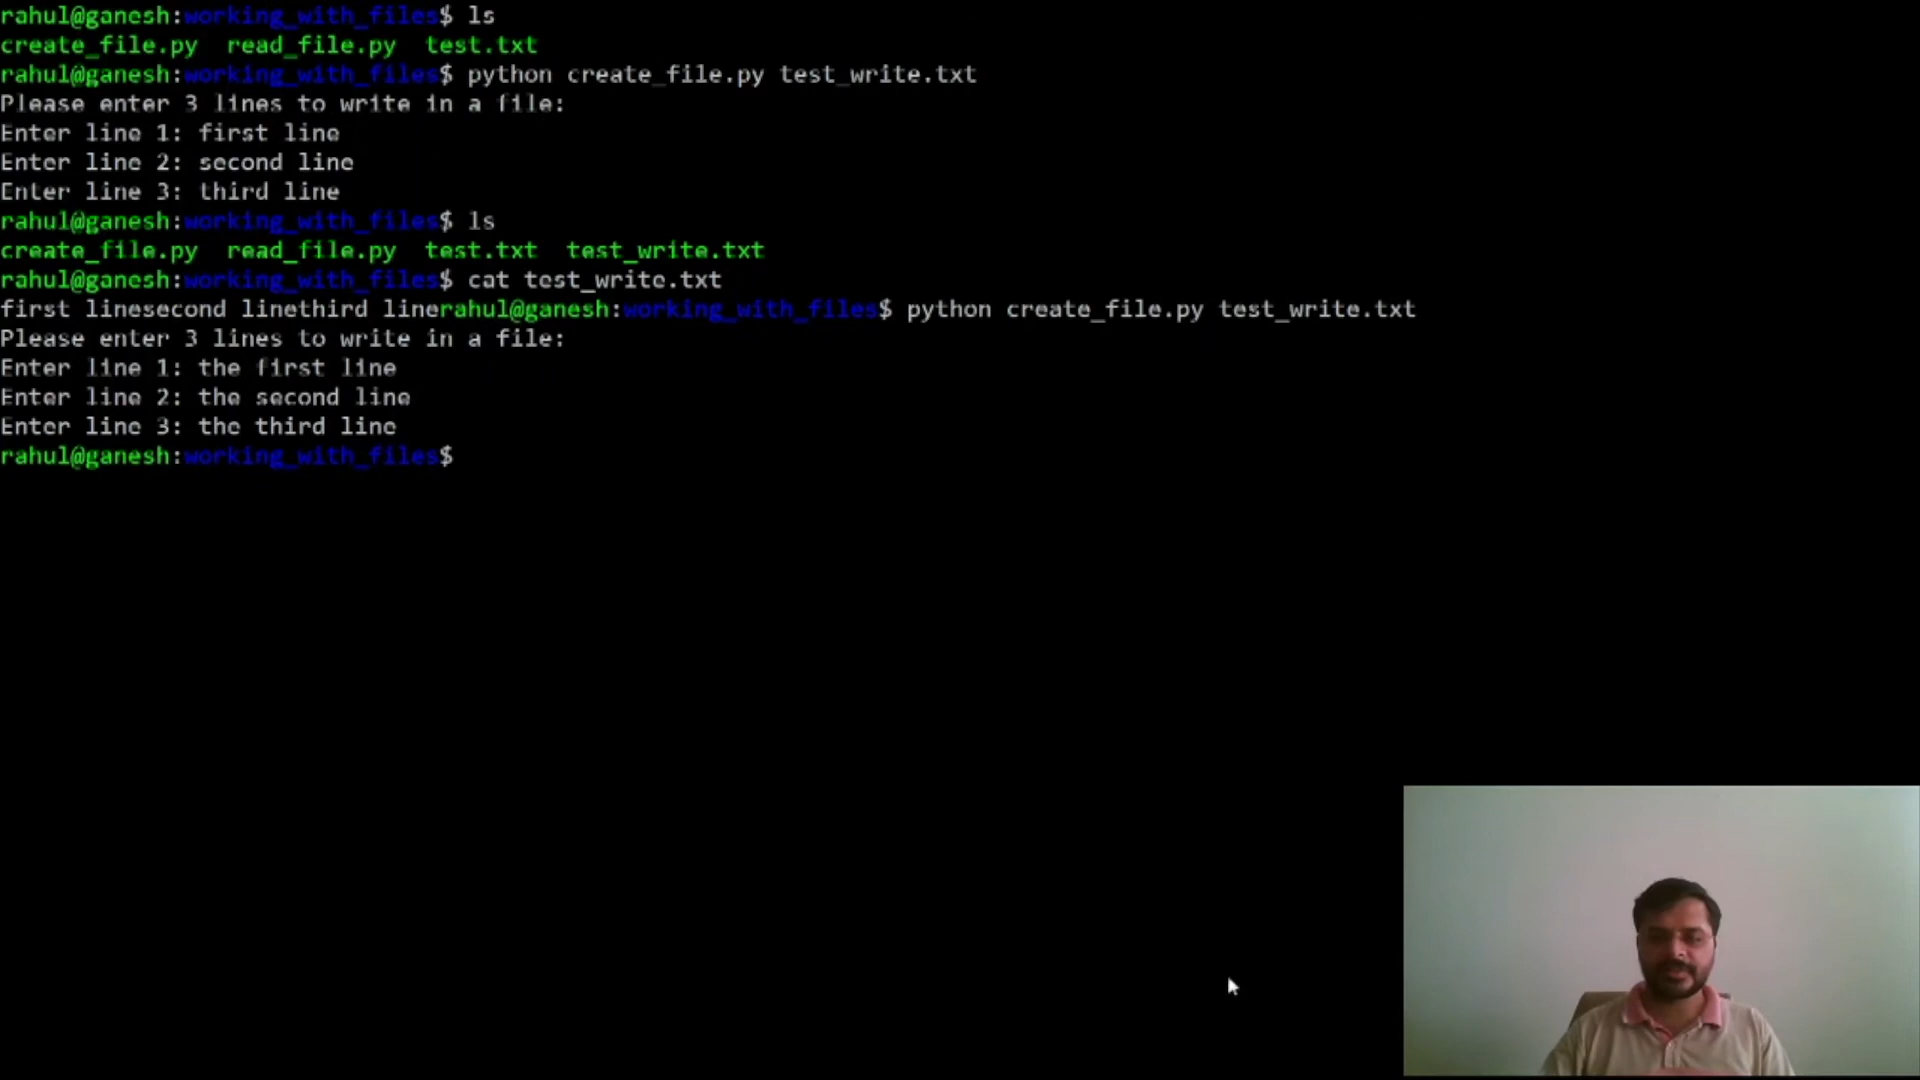 rahul@ganesh:working_with_files$ ls
create_file.py  read_file.py  test.txt
rahul@ganesh:working_with_files$ python create_file.py test_write.txt
Please enter 3 lines to write in a file:
Enter line 1: first line
Enter line 2: second line
Enter line 3: third line
rahul@ganesh:working_with_files$ ls
create_file.py  read_file.py  test.txt  test_write.txt
rahul@ganesh:working_with_files$ cat test_write.txt
first linesecond linethird linerahul@ganesh:working_with_files$ python create_file.py test_write.txt
Please enter 3 lines to write in a file:
Enter line 1: the first line
Enter line 2: the second line
Enter line 3: the third line
rahul@ganesh:working_with_files$